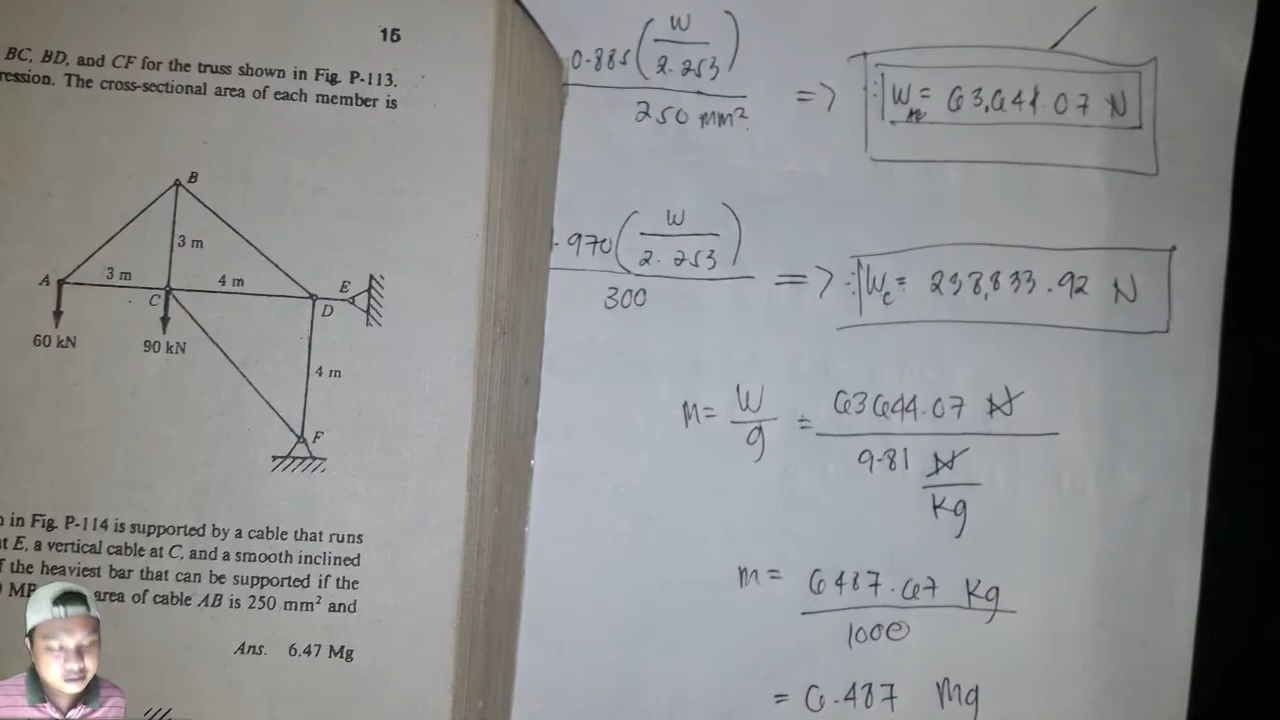 15
BC, BD, and CF for the truss shown in Fig. P-113.
ression. The cross-sectional area of each member is
B
3 m
A
3 m
C
4 m
E
D
60 kN
90 kN
4 m
F
in Fig. P-114 is supported by a cable that runs
at E, a vertical cable at C, and a smooth inclined
f the heaviest bar that can be supported if the
area of cable AB is 250 mm² and
Ans. 6.47 Mg
0.885 (W / 2.253)
250 mm² => ∴ W = 63,644.07 N
.970 (W / 2.253)
300 => ∴ Wc = 238,833.92 N
m = W / g = 63644.07 N / 9.81 N / Kg
m = 6487.67 Kg
1000
= 6.487 Mg